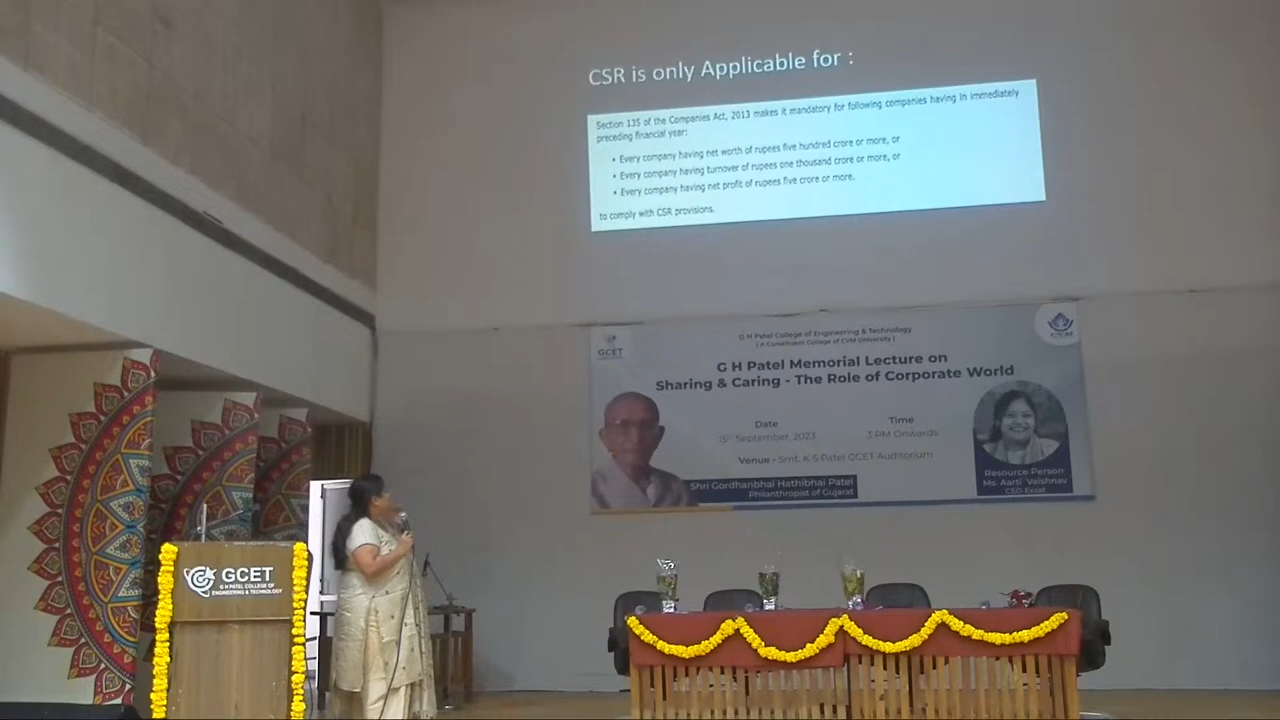 CSR is only Applicable for :
Section 135 of the Companies Act, 2013 makes it mandatory for following companies having in immediately
preceding financial year:
• Every company having net worth of rupees five hundred crore or more, or
• Every company having turnover of rupees one thousand crore or more, or
• Every company having net profit of rupees five crore or more.
to comply with CSR provisions.
GCET
G H Patel College of Engineering & Technology
( A Constituent College of CVM University )
G H Patel Memorial Lecture on
Sharing & Caring - The Role of Corporate World
Date
September, 2023
Time
3 PM Onwards
Venue - Smt. K S Patel GCET Auditorium
Shri Gordhanbhai Hathibhai Patel
Philanthropist of Gujarat
Resource Person
Ms. Aarti Vaishnav
CEO
GCET
G H PATEL COLLEGE OF
ENGINEERING & TECHNOLOGY